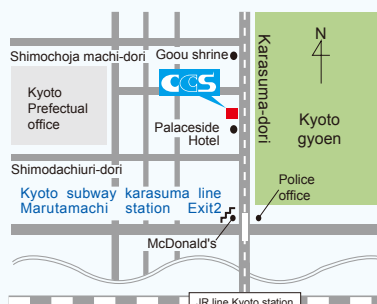 N
Shimochoja machi-dori
Goou shrine
Karasuma-dori
CCS
Kyoto
Prefectual
office
Kyoto
gyoen
Palaceside
Hotel
Shimodachiuri-dori
Kyoto subway karasuma line
Marutamachi station Exit2
Police
office
McDonald's
JR line Kyoto station